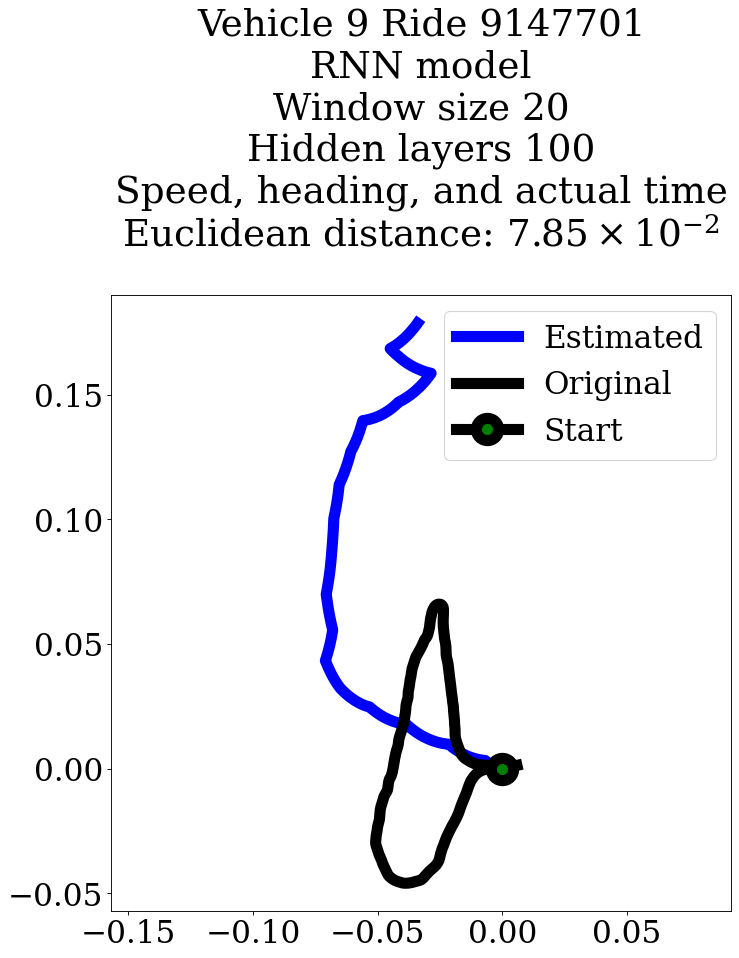 Vehicle 9 Ride 9147701
RNN model
Window size 20
Hidden layers 100
Speed, heading, and actual time
Euclidean distance: 7.85 × 10⁻²
Estimated
Original
Start
0.15
0.10
0.05
0.00
−0.05
−0.15 −0.10 −0.05 0.00 0.05